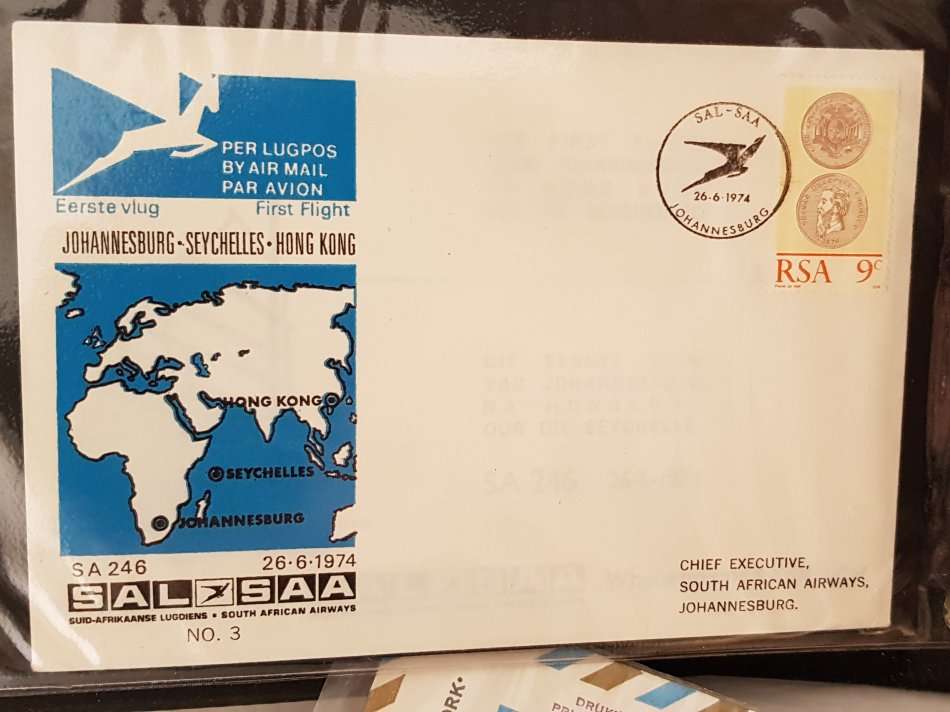 PER LUGPOS
BY AIR MAIL
PAR AVION
Eerste vlug First Flight
JOHANNESBURG•SEYCHELLES•HONG KONG
HONG KONG
SEYCHELLES
JOHANNESBURG
SA 246 26·6·1974
SAL SAA
SUID-AFRIKAANSE LUGDIENS • SOUTH AFRICAN AIRWAYS
NO. 3
SAL-SAA
26·6·1974
JOHANNESBURG
RSA 9c
CHIEF EXECUTIVE,
SOUTH AFRICAN AIRWAYS,
JOHANNESBURG.
SA 246